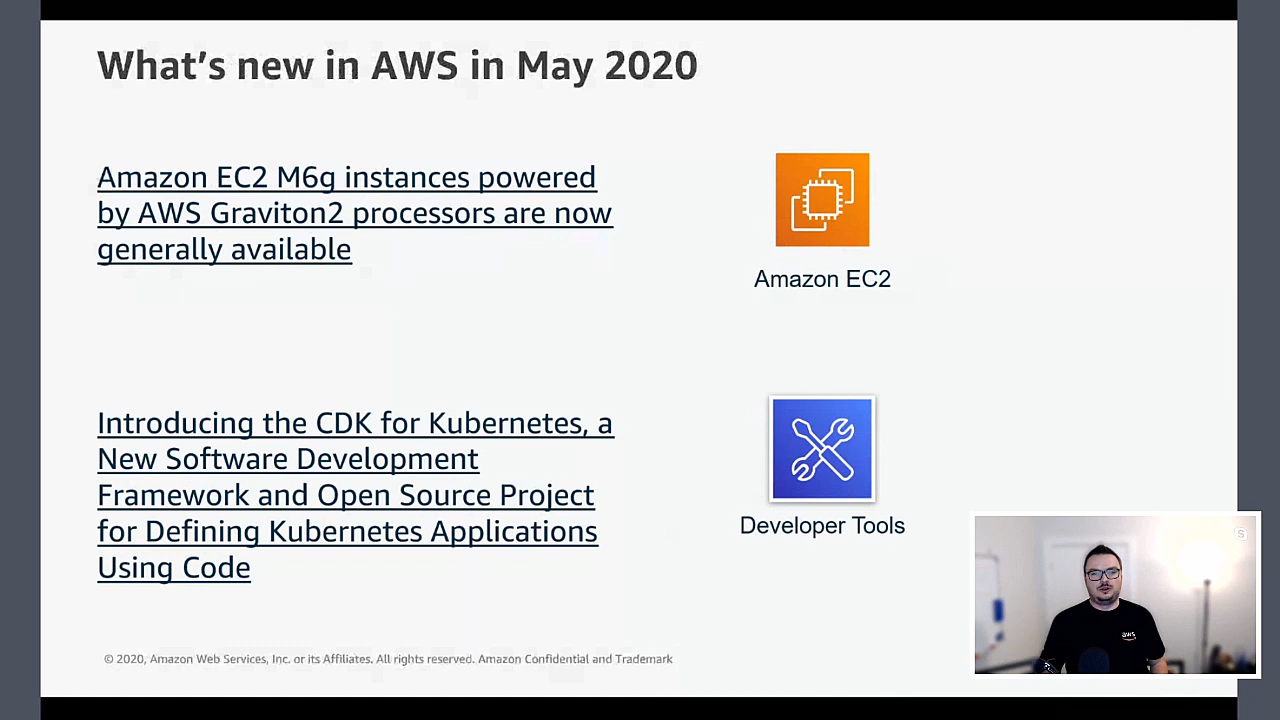 What's new in AWS in May 2020
Amazon EC2 M6g instances powered
by AWS Graviton2 processors are now
generally available
Amazon EC2
Introducing the CDK for Kubernetes, a
New Software Development
Framework and Open Source Project
for Defining Kubernetes Applications
Using Code
Developer Tools
S
aws
© 2020, Amazon Web Services, Inc. or its Affiliates. All rights reserved. Amazon Confidential and Trademark